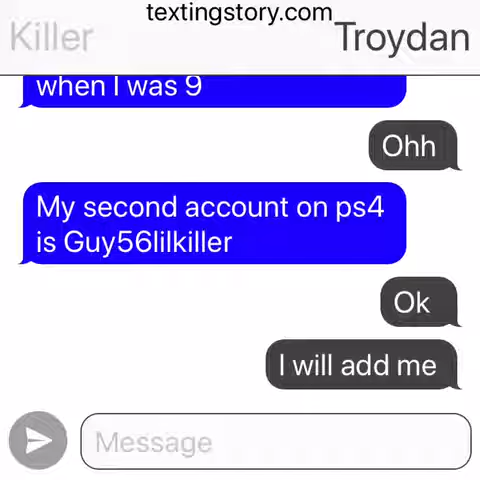 textingstory.com
Killer
Troydan
when I was 9
Ohh
My second account on ps4
is Guy56lilkiller
Ok
I will add me
Message